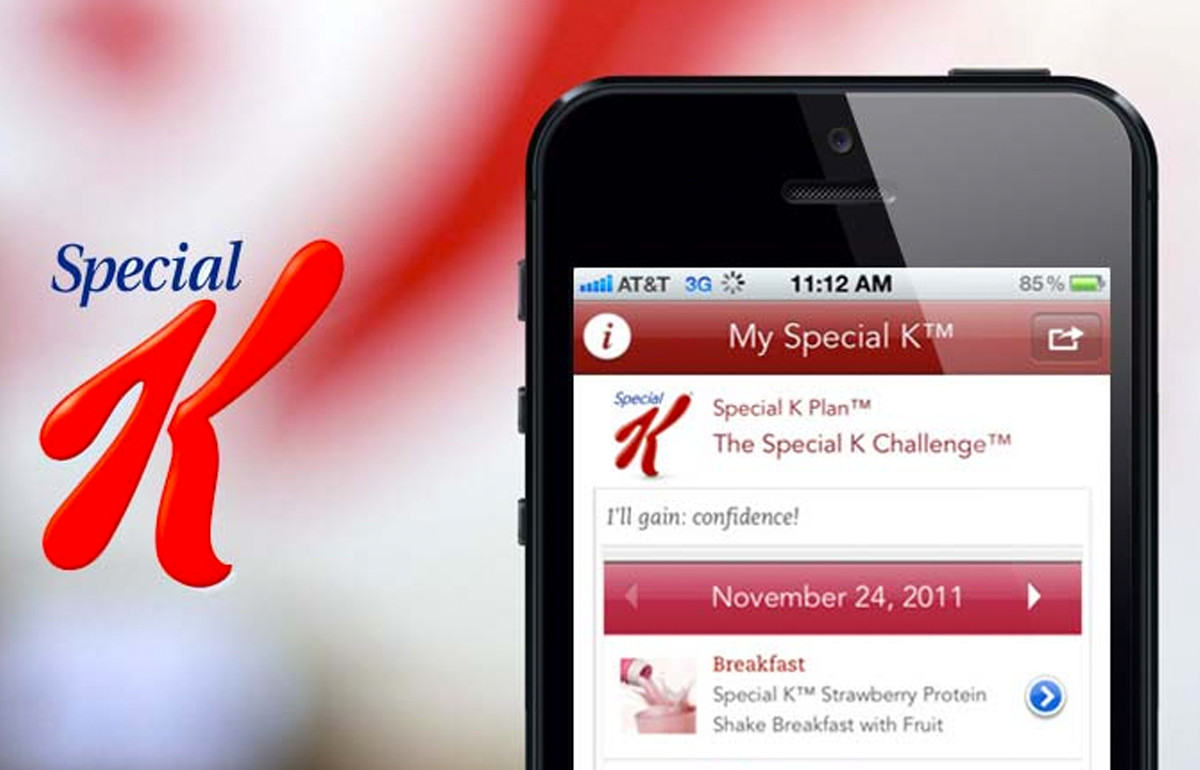 Special
K
AT&T 3G 11:12 AM 85%
i My Special K™
Special
K
Special K Plan™
The Special K Challenge™
I'll gain: confidence!
November 24, 2011
Breakfast
Special K™ Strawberry Protein
Shake Breakfast with Fruit